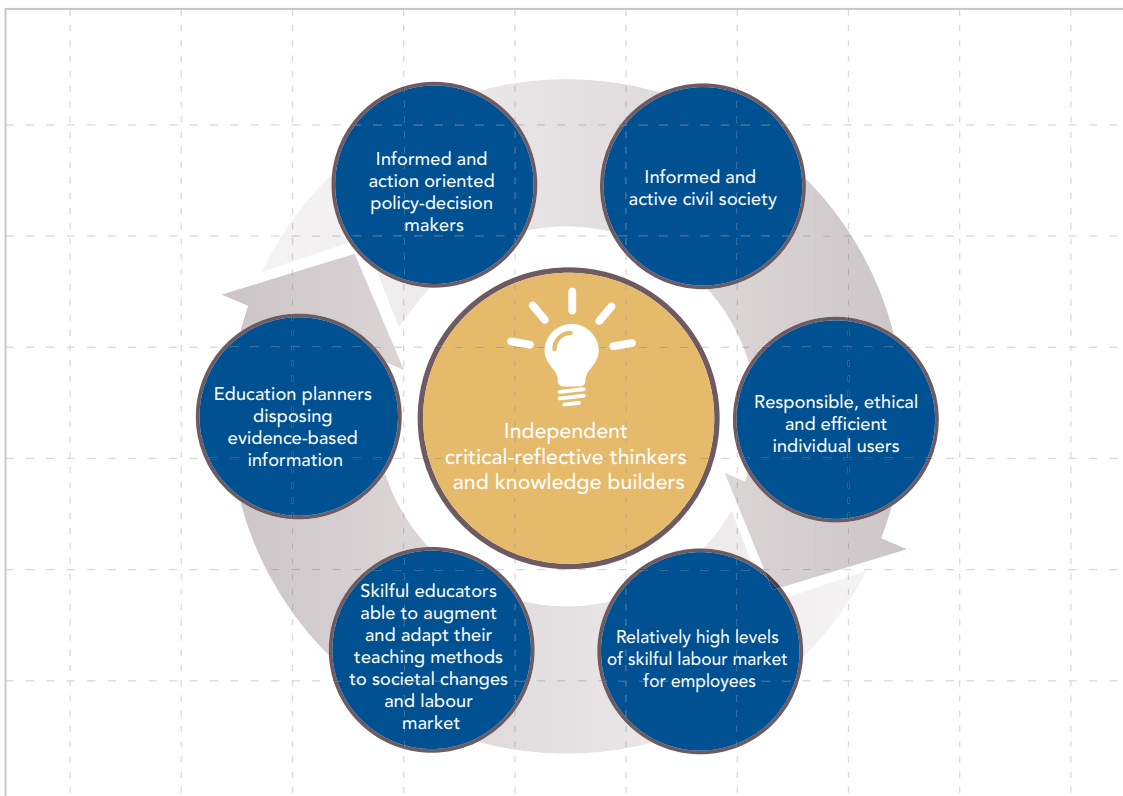 Informed and
action oriented
policy-decision
makers
Informed and
active civil society
Education planners
disposing
evidence-based
information
Independent
critical-reflective thinkers
and knowledge builders
Responsible, ethical
and efficient
individual users
Skilful educators
able to augment
and adapt their
teaching methods
to societal changes
and labour
market
Relatively high levels
of skilful labour market
for employees